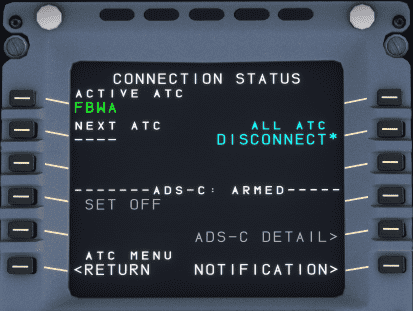 CONNECTION STATUS
ACTIVE ATC
FBWA
NEXT ATC ALL ATC
---- DISCONNECT*
-------ADS-C: ARMED-----
SET OFF
ADS-C DETAIL>
ATC MENU
<RETURN NOTIFICATION>